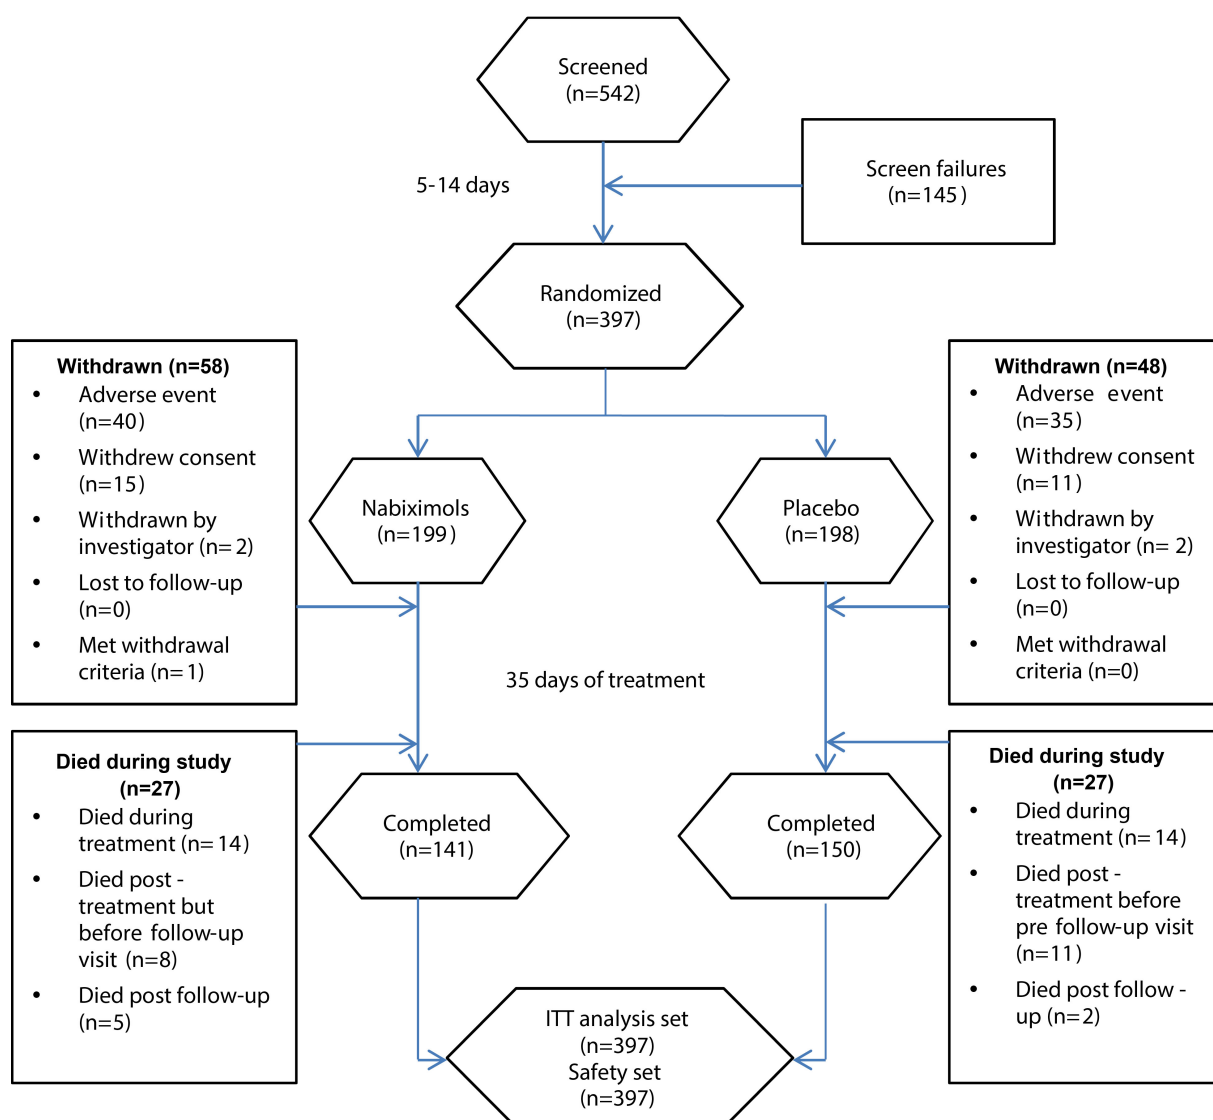 Screened
(n=542)
5-14 days
Screen failures
(n=145)
Randomized
(n=397)
Withdrawn (n=58)
• Adverse event
(n=40)
• Withdrew consent
(n=15)
• Withdrawn by
investigator (n=2)
• Lost to follow-up
(n=0)
• Met withdrawal
criteria (n=1)
Withdrawn (n=48)
• Adverse event
(n=35)
• Withdrew consent
(n=11)
• Withdrawn by
investigator (n= 2)
• Lost to follow-up
(n=0)
• Met withdrawal
criteria (n=0)
Nabiximols
(n=199)
Placebo
(n=198)
35 days of treatment
Died during study
(n=27)
• Died during
treatment (n=14)
• Died post -
treatment but
before follow-up
visit (n=8)
• Died post follow-up
(n=5)
Completed
(n=141)
Completed
(n=150)
Died during study
(n=27)
• Died during
treatment (n=14)
• Died post -
treatment before
pre follow-up visit
(n=11)
• Died post follow -
up (n=2)
ITT analysis set
(n=397)
Safety set
(n=397)